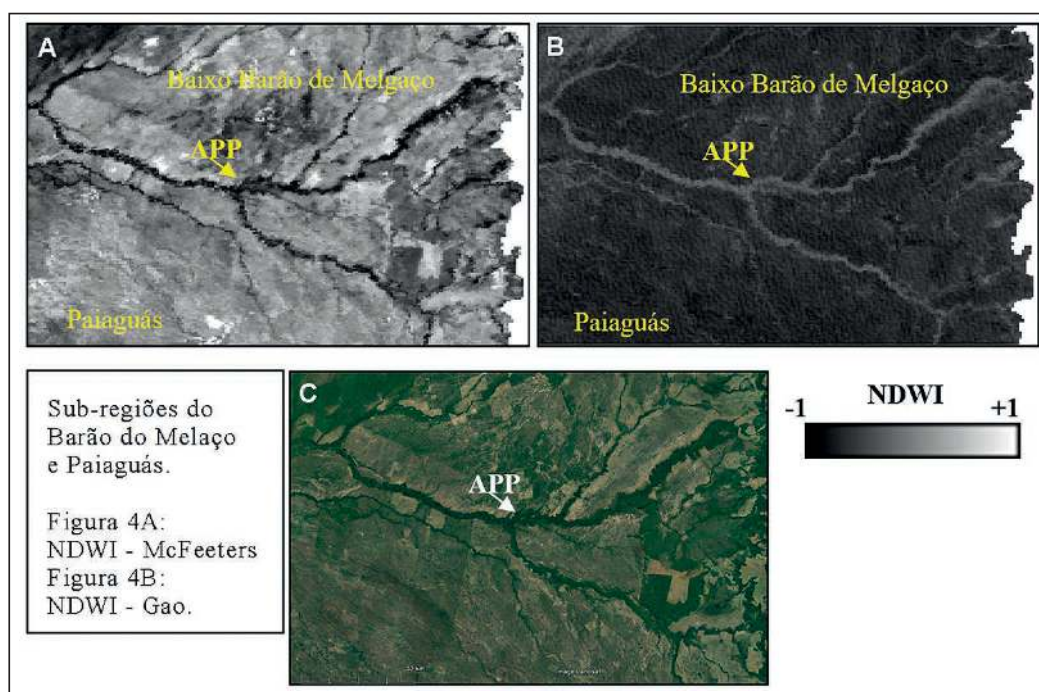 A
Baixo Barão de Melgaço
APP
Paiaguás
B
Baixo Barão de Melgaço
APP
Paiaguás
Sub-regiões do
Barão do Melaço
e Paiaguás.
Figura 4A:
NDWI - McFeeters
Figura 4B:
NDWI - Gao.
C
APP
NDWI
-1 +1